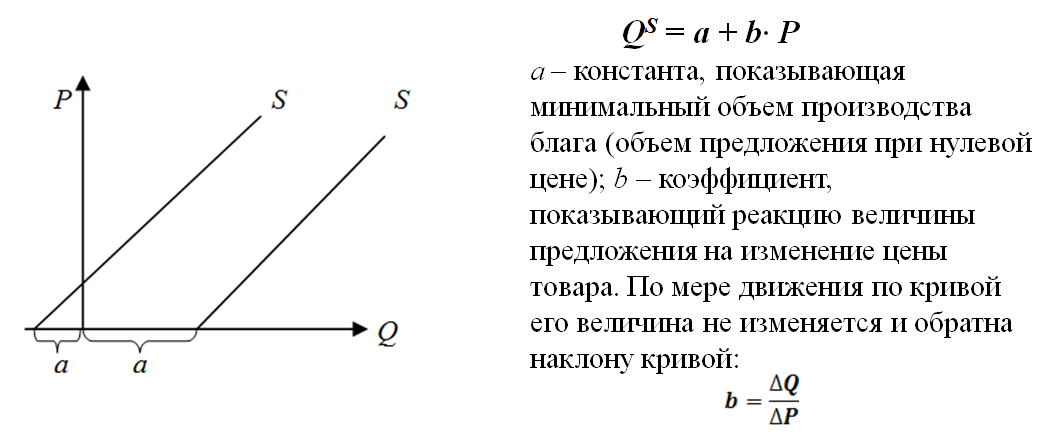 P
S
S
Q
a
a
Qˢ = a + b· P
a – константа, показывающая
минимальный объем производства
блага (объем предложения при нулевой
цене); b – коэффициент,
показывающий реакцию величины
предложения на изменение цены
товара. По мере движения по кривой
его величина не изменяется и обратна
наклону кривой:
b = ΔQ/ΔP